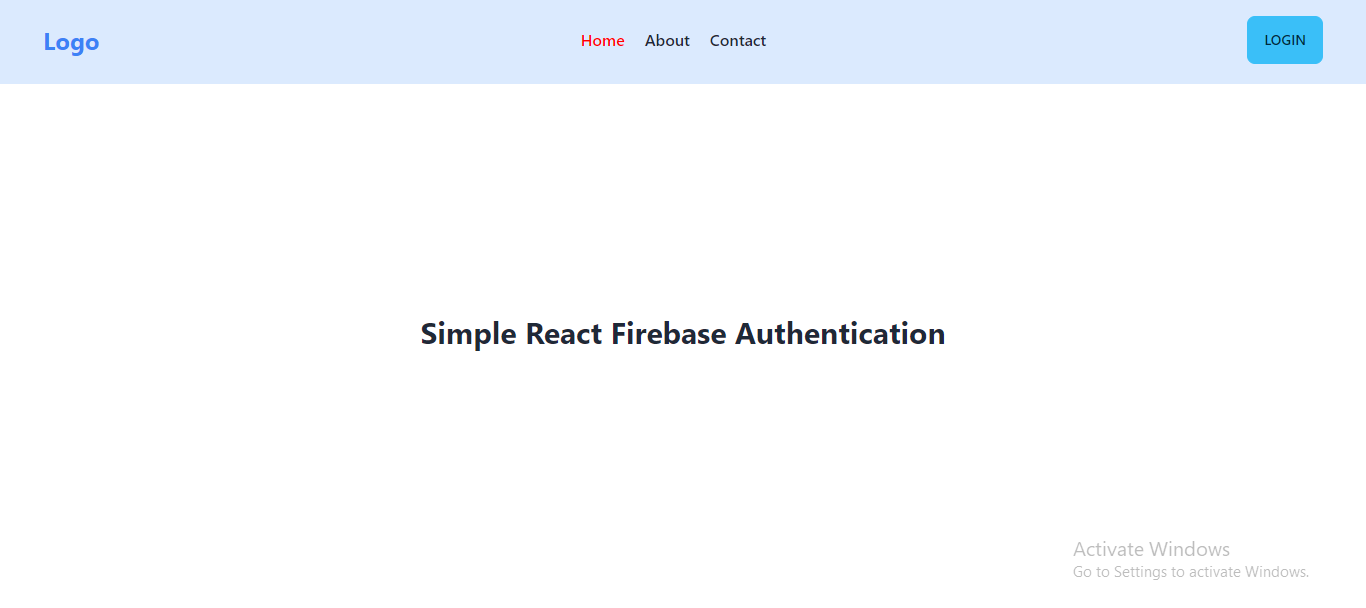 Logo
Home
About
Contact
LOGIN
Simple React Firebase Authentication
Activate Windows
Go to Settings to activate Windows.